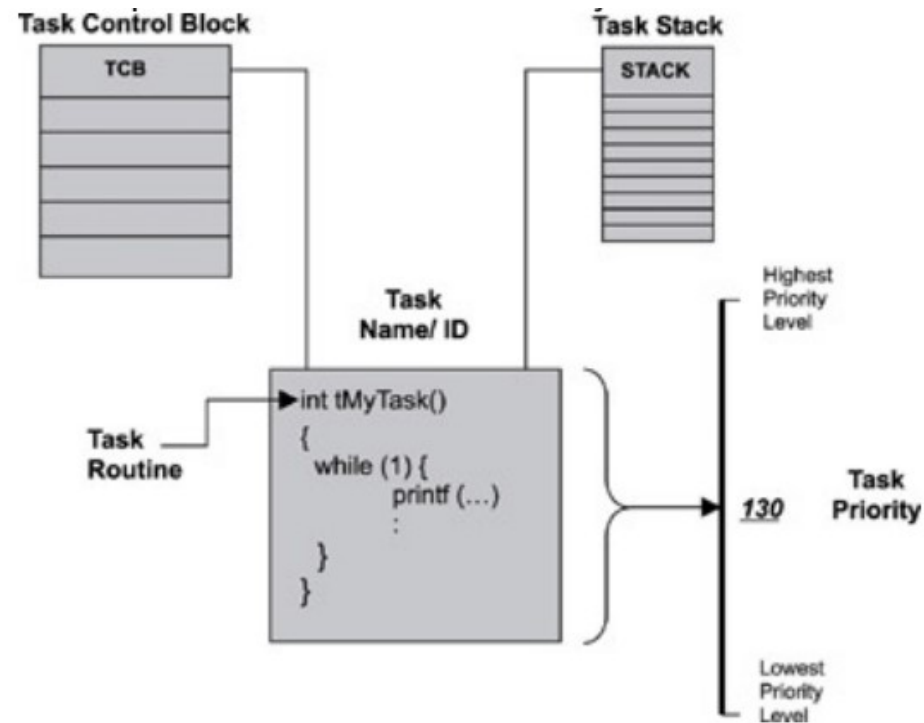 Task Control Block
Task Stack
TCB
STACK
Highest
Priority
Level
Task
Name/ ID
int tMyTask()
{
while (1) {
printf (...)
:
}
}
Task
Routine
130
Task
Priority
Lowest
Priority
Level